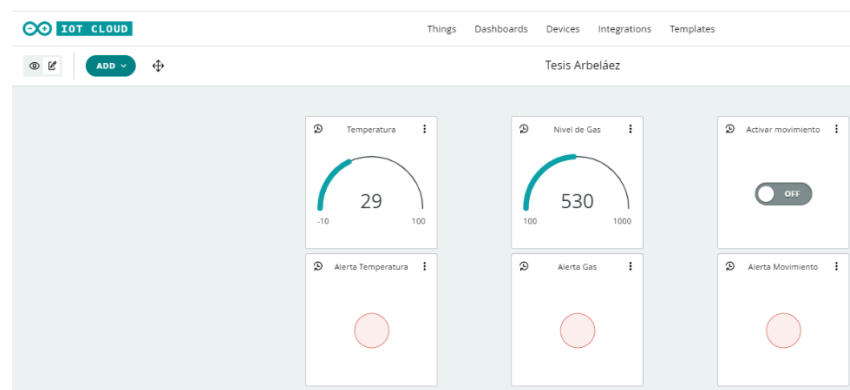 IOT CLOUD
Things Dashboards Devices Integrations Templates
ADD
Tesis Arbeláez
Temperatura
29
-10 100
Nivel de Gas
530
100 1000
Activar movimiento
OFF
Alerta Temperatura
Alerta Gas
Alerta Movimiento